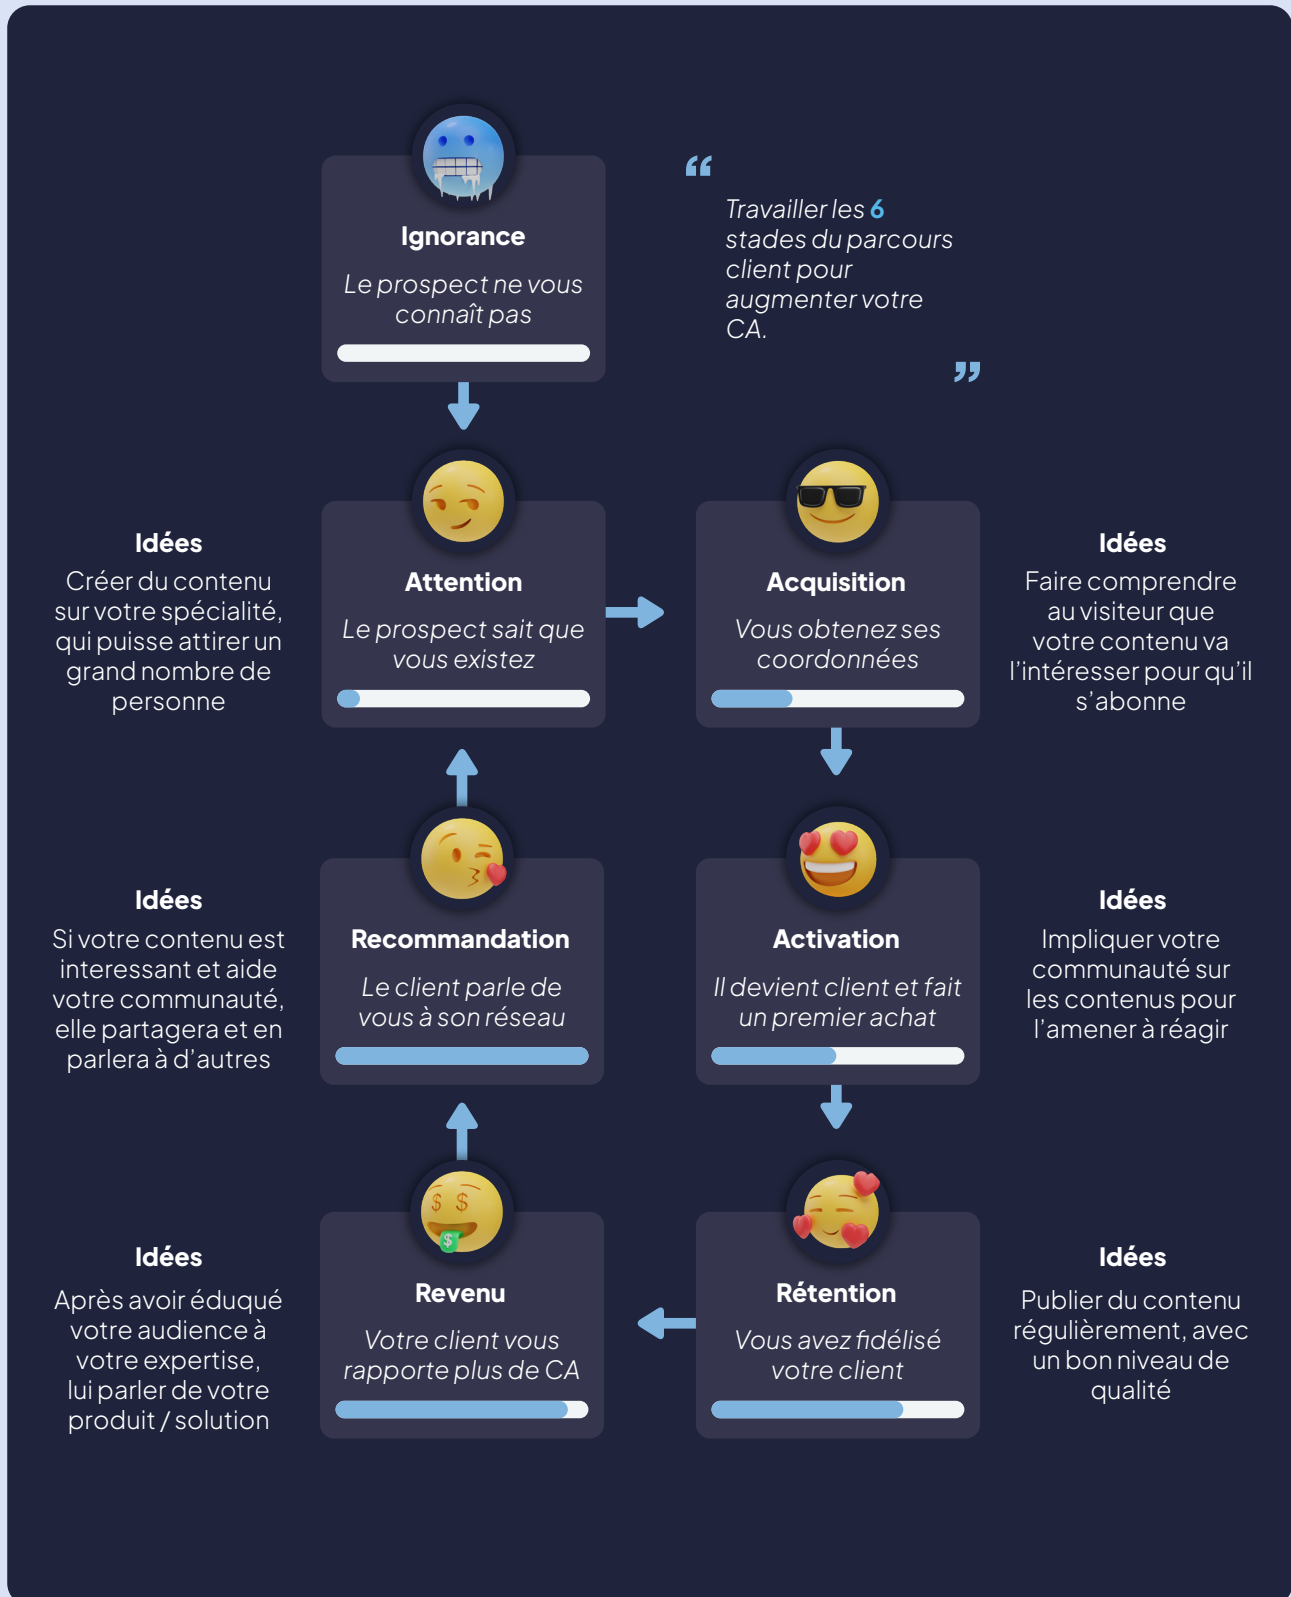 Ignorance
Le prospect ne vous
connaît pas
“
Travailler les 6
stades du parcours
client pour
augmenter votre
CA.
”
Idées
Créer du contenu
sur votre spécialité,
qui puisse attirer un
grand nombre de
personne
Attention
Le prospect sait que
vous existez
Acquisition
Vous obtenez ses
coordonnées
Idées
Faire comprendre
au visiteur que
votre contenu va
l’intéresser pour qu’il
s’abonne
Idées
Si votre contenu est
interessant et aide
votre communauté,
elle partagera et en
parlera à d’autres
Recommandation
Le client parle de
vous à son réseau
Activation
Il devient client et fait
un premier achat
Idées
Impliquer votre
communauté sur
les contenus pour
l’amener à réagir
Idées
Après avoir éduqué
votre audience à
votre expertise,
lui parler de votre
produit / solution
$ $
$
Revenu
Votre client vous
rapporte plus de CA
Rétention
Vous avez fidélisé
votre client
Idées
Publier du contenu
régulièrement, avec
un bon niveau de
qualité